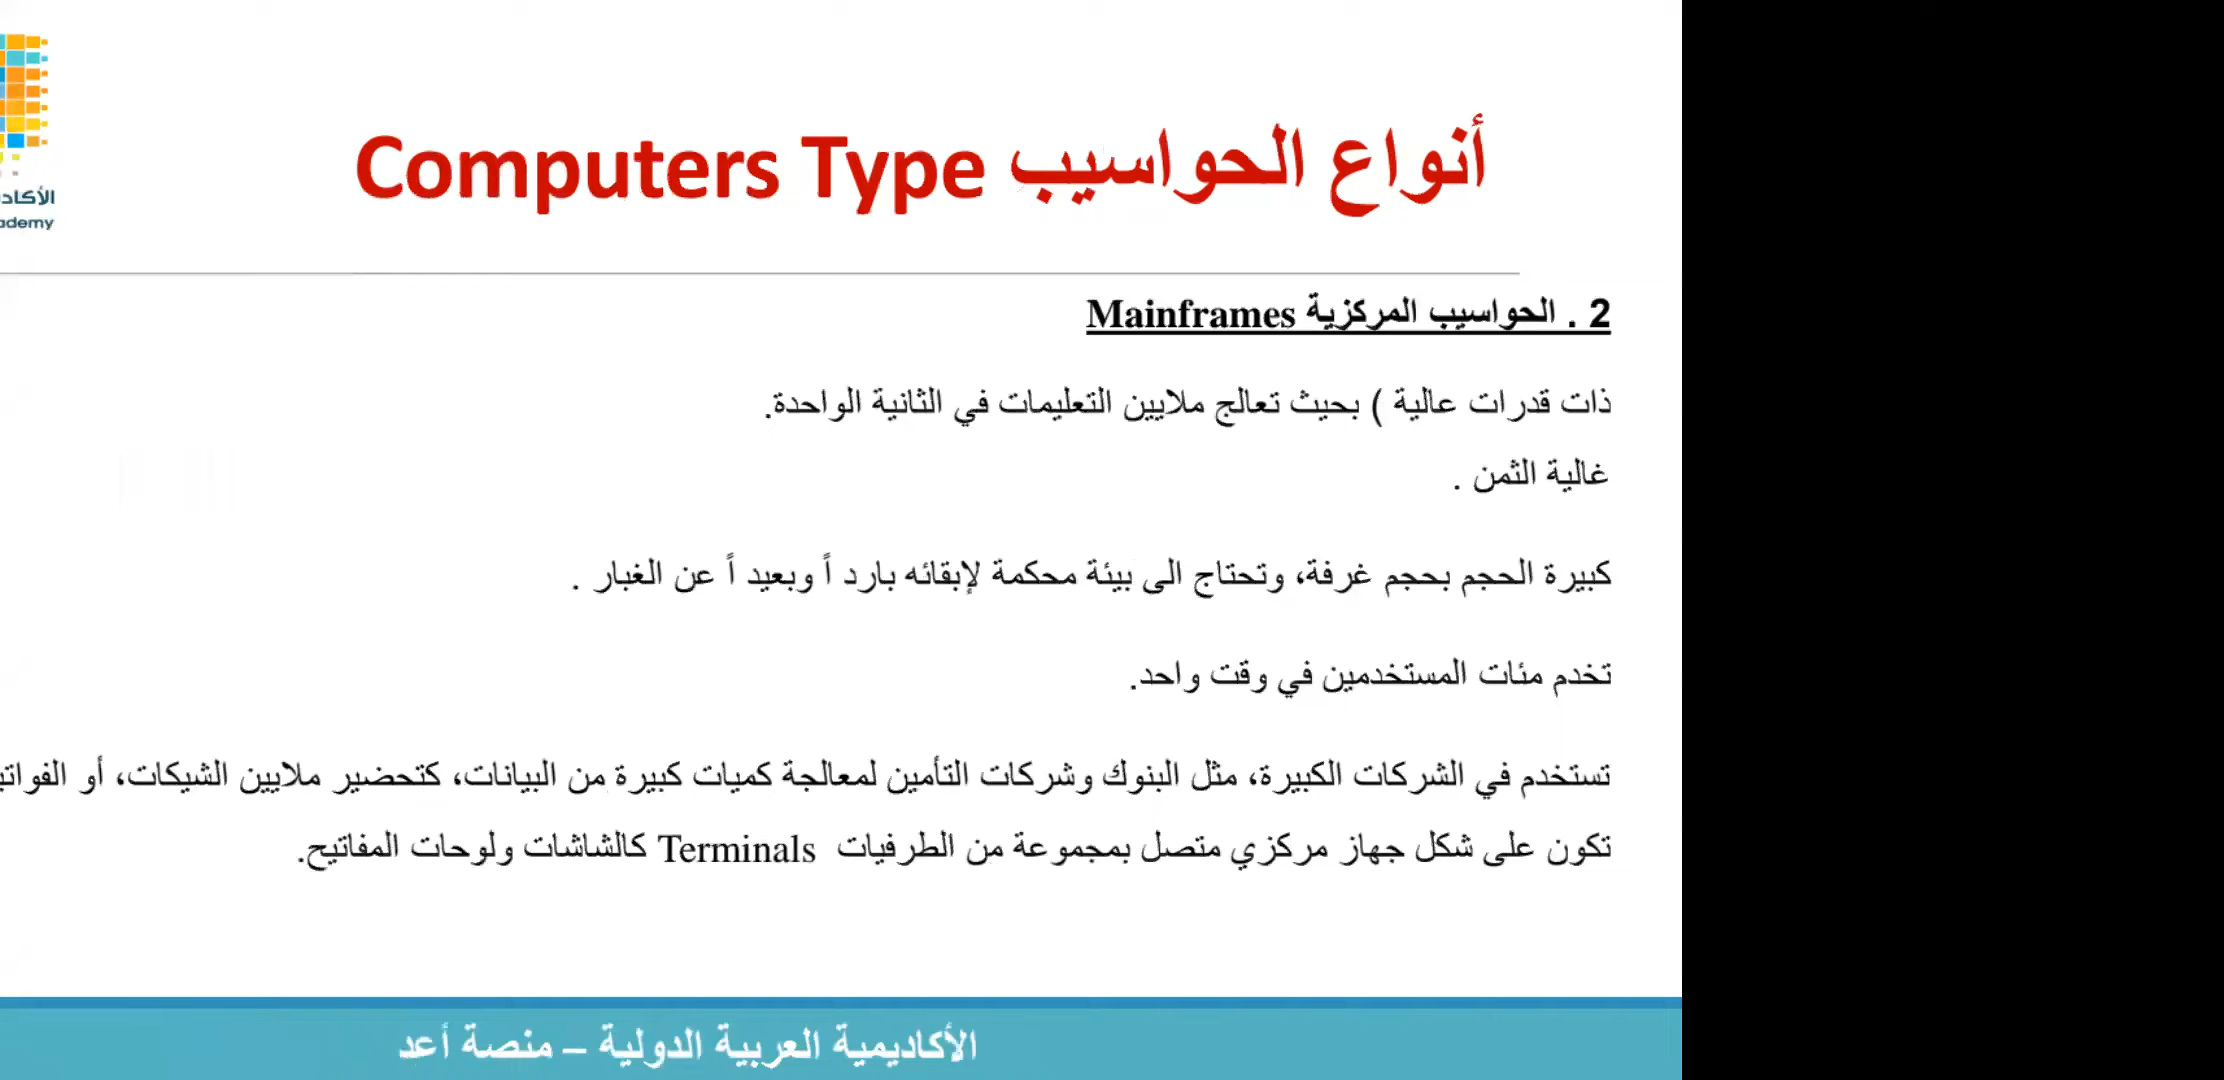 أنواع الحواسيب Computers Type
2 . الحواسيب المركزية Mainframes
ذات قدرات عالية ) بحيث تعالج ملايين التعليمات في الثانية الواحدة.
غالية الثمن .
كبيرة الحجم بحجم غرفة، وتحتاج الى بيئة محكمة لإبقائه بارد اً وبعيد اً عن الغبار .
تخدم مئات المستخدمين في وقت واحد.
تستخدم في الشركات الكبيرة، مثل البنوك وشركات التأمين لمعالجة كميات كبيرة من البيانات، كتحضير ملايين الشيكات، أو
تكون على شكل جهاز مركزي متصل بمجموعة من الطرفيات Terminals كالشاشات ولوحات المفاتيح.
الأكاديمية العربية الدولية – منصة أعد